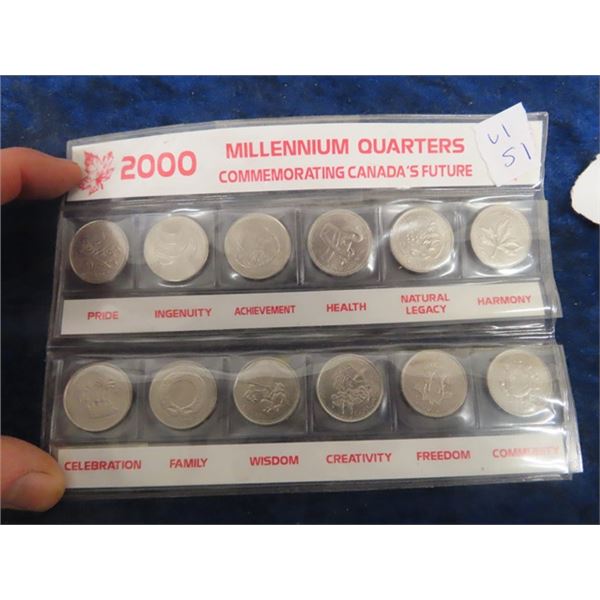 2000 MILLENNIUM QUARTERS
COMMEMORATING CANADA'S FUTURE
U1
51
PRIDE INGENUITY ACHIEVEMENT HEALTH NATURAL LEGACY HARMONY
CELEBRATION FAMILY WISDOM CREATIVITY FREEDOM COMMUNITY